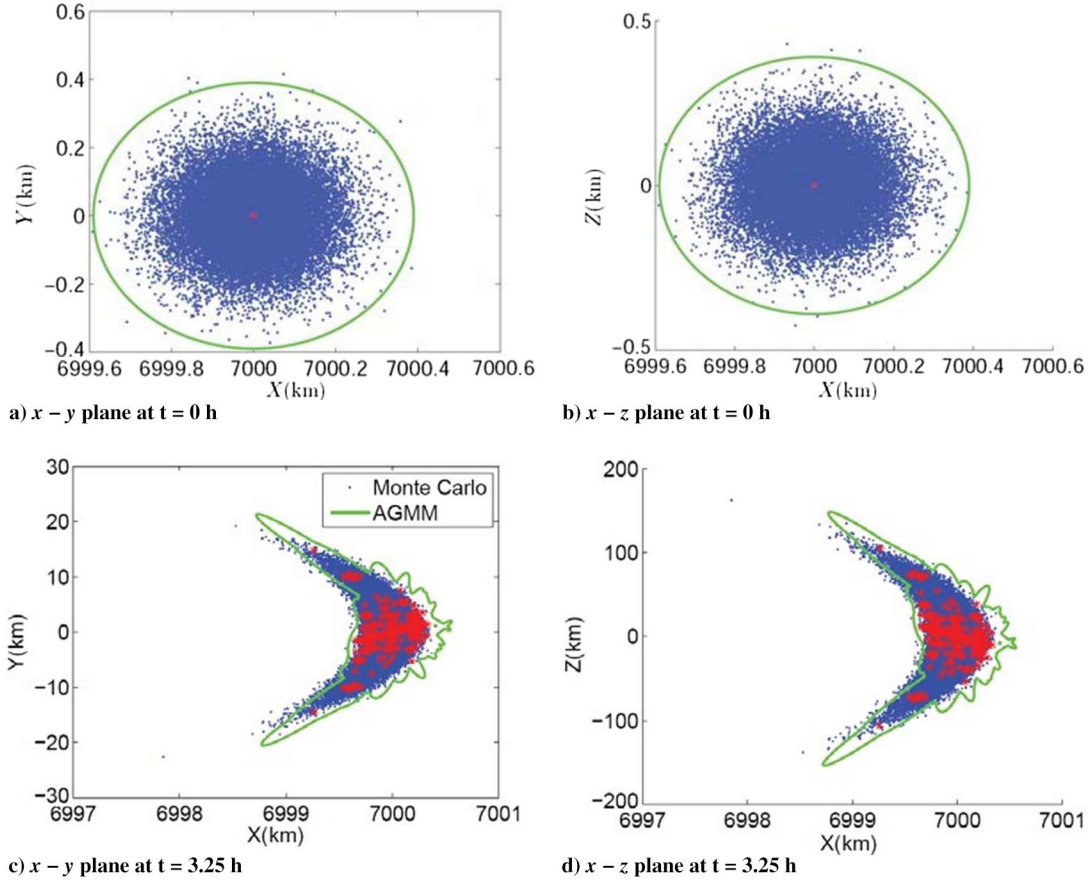 0.6
0.4
0.2
0
−0.2
−0.4
Y(km)
6999.6 6999.8 7000 7000.2 7000.4 7000.6
X(km)
a) x − y plane at t = 0 h
0.5
0
−0.5
Z(km)
6999.6 6999.8 7000 7000.2 7000.4 7000.6
X(km)
b) x − z plane at t = 0 h
30
20
10
0
−10
−20
−30
Y(km)
Monte Carlo
AGMM
6997 6998 6999 7000 7001
X(km)
c) x − y plane at t = 3.25 h
200
100
0
−100
−200
Z(km)
6997 6998 6999 7000 7001
X(km)
d) x − z plane at t = 3.25 h